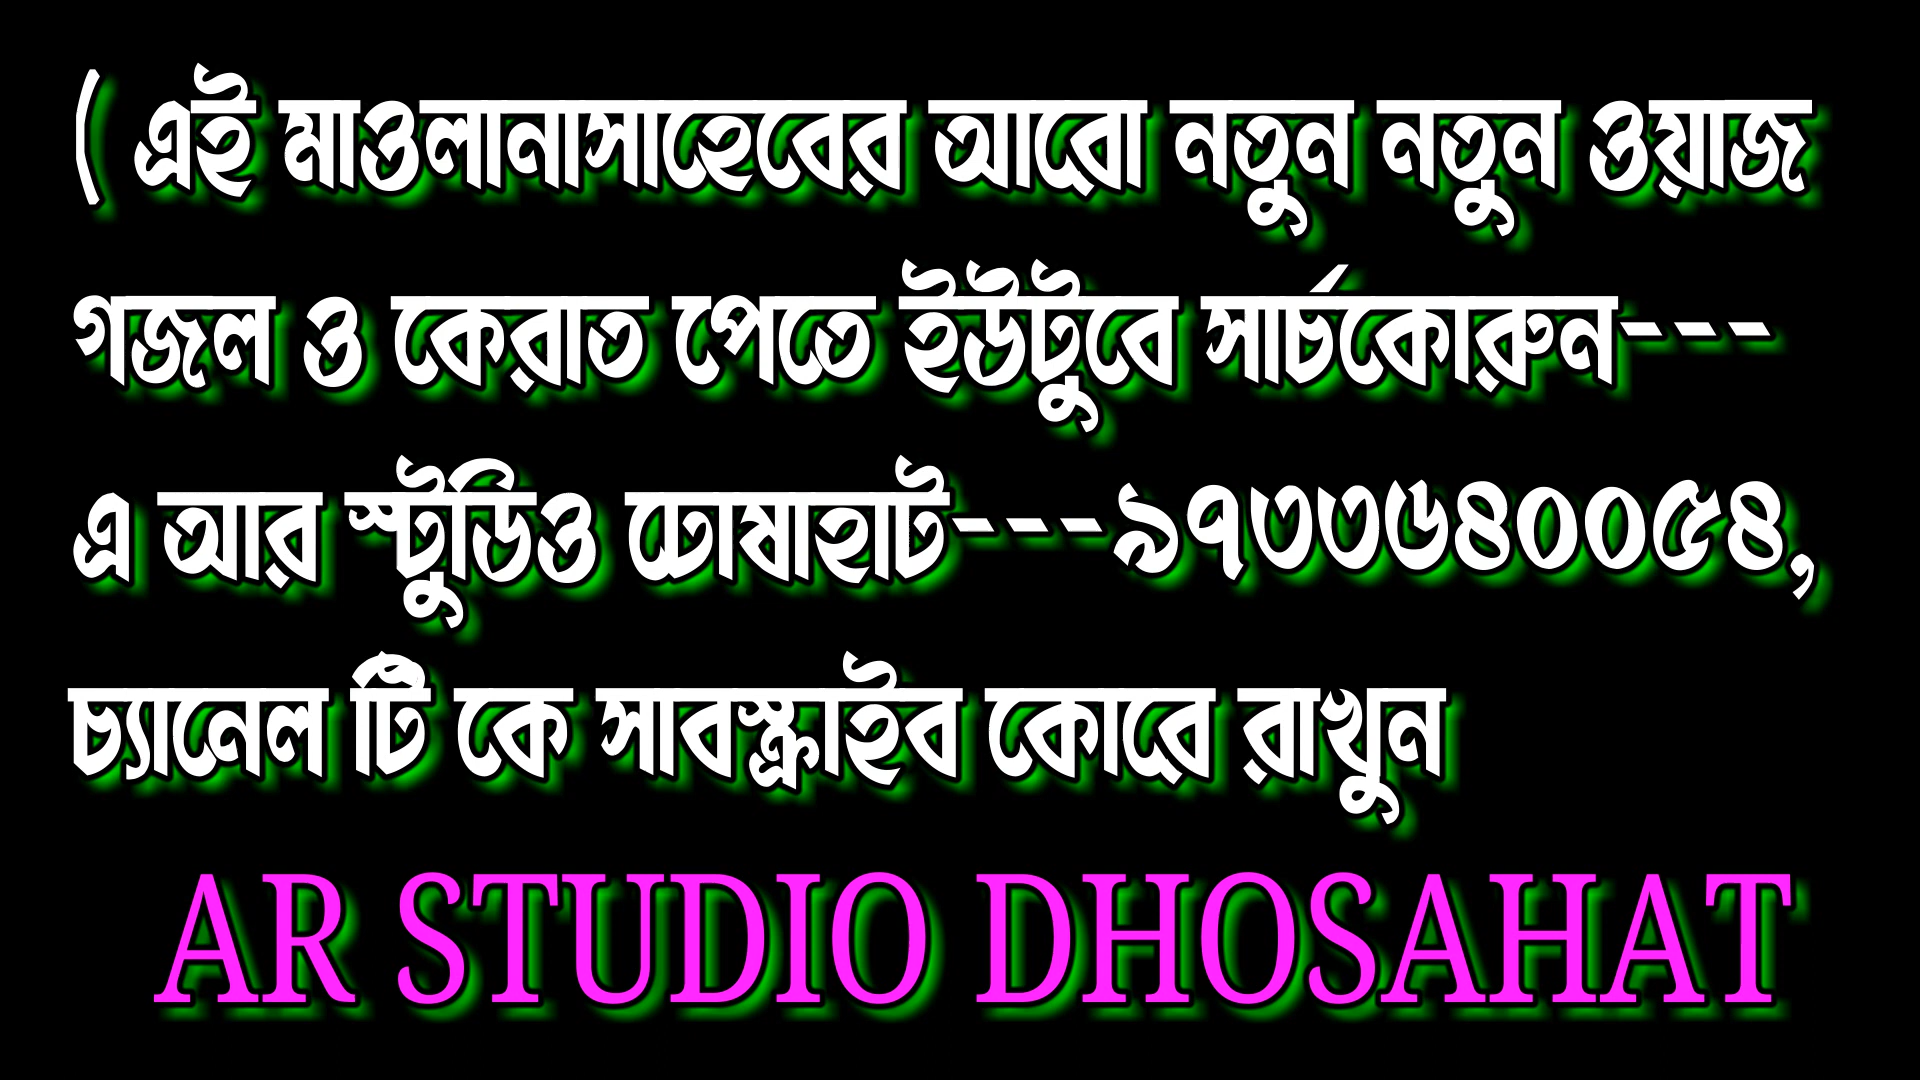 ( এই মাওলানাসাহেবের আরো নতুন নতুন ওয়াজ
গজল ও কেরাত পেতে ইউটুবে সার্চকোরুন---
এ আর স্টুডিও ঢোষাহাট---৯৭৩৩৬৪০০৫৪,
চ্যানেল টি কে সাবস্ক্রাইব কোরে রাখুন
AR STUDIO DHOSAHAT